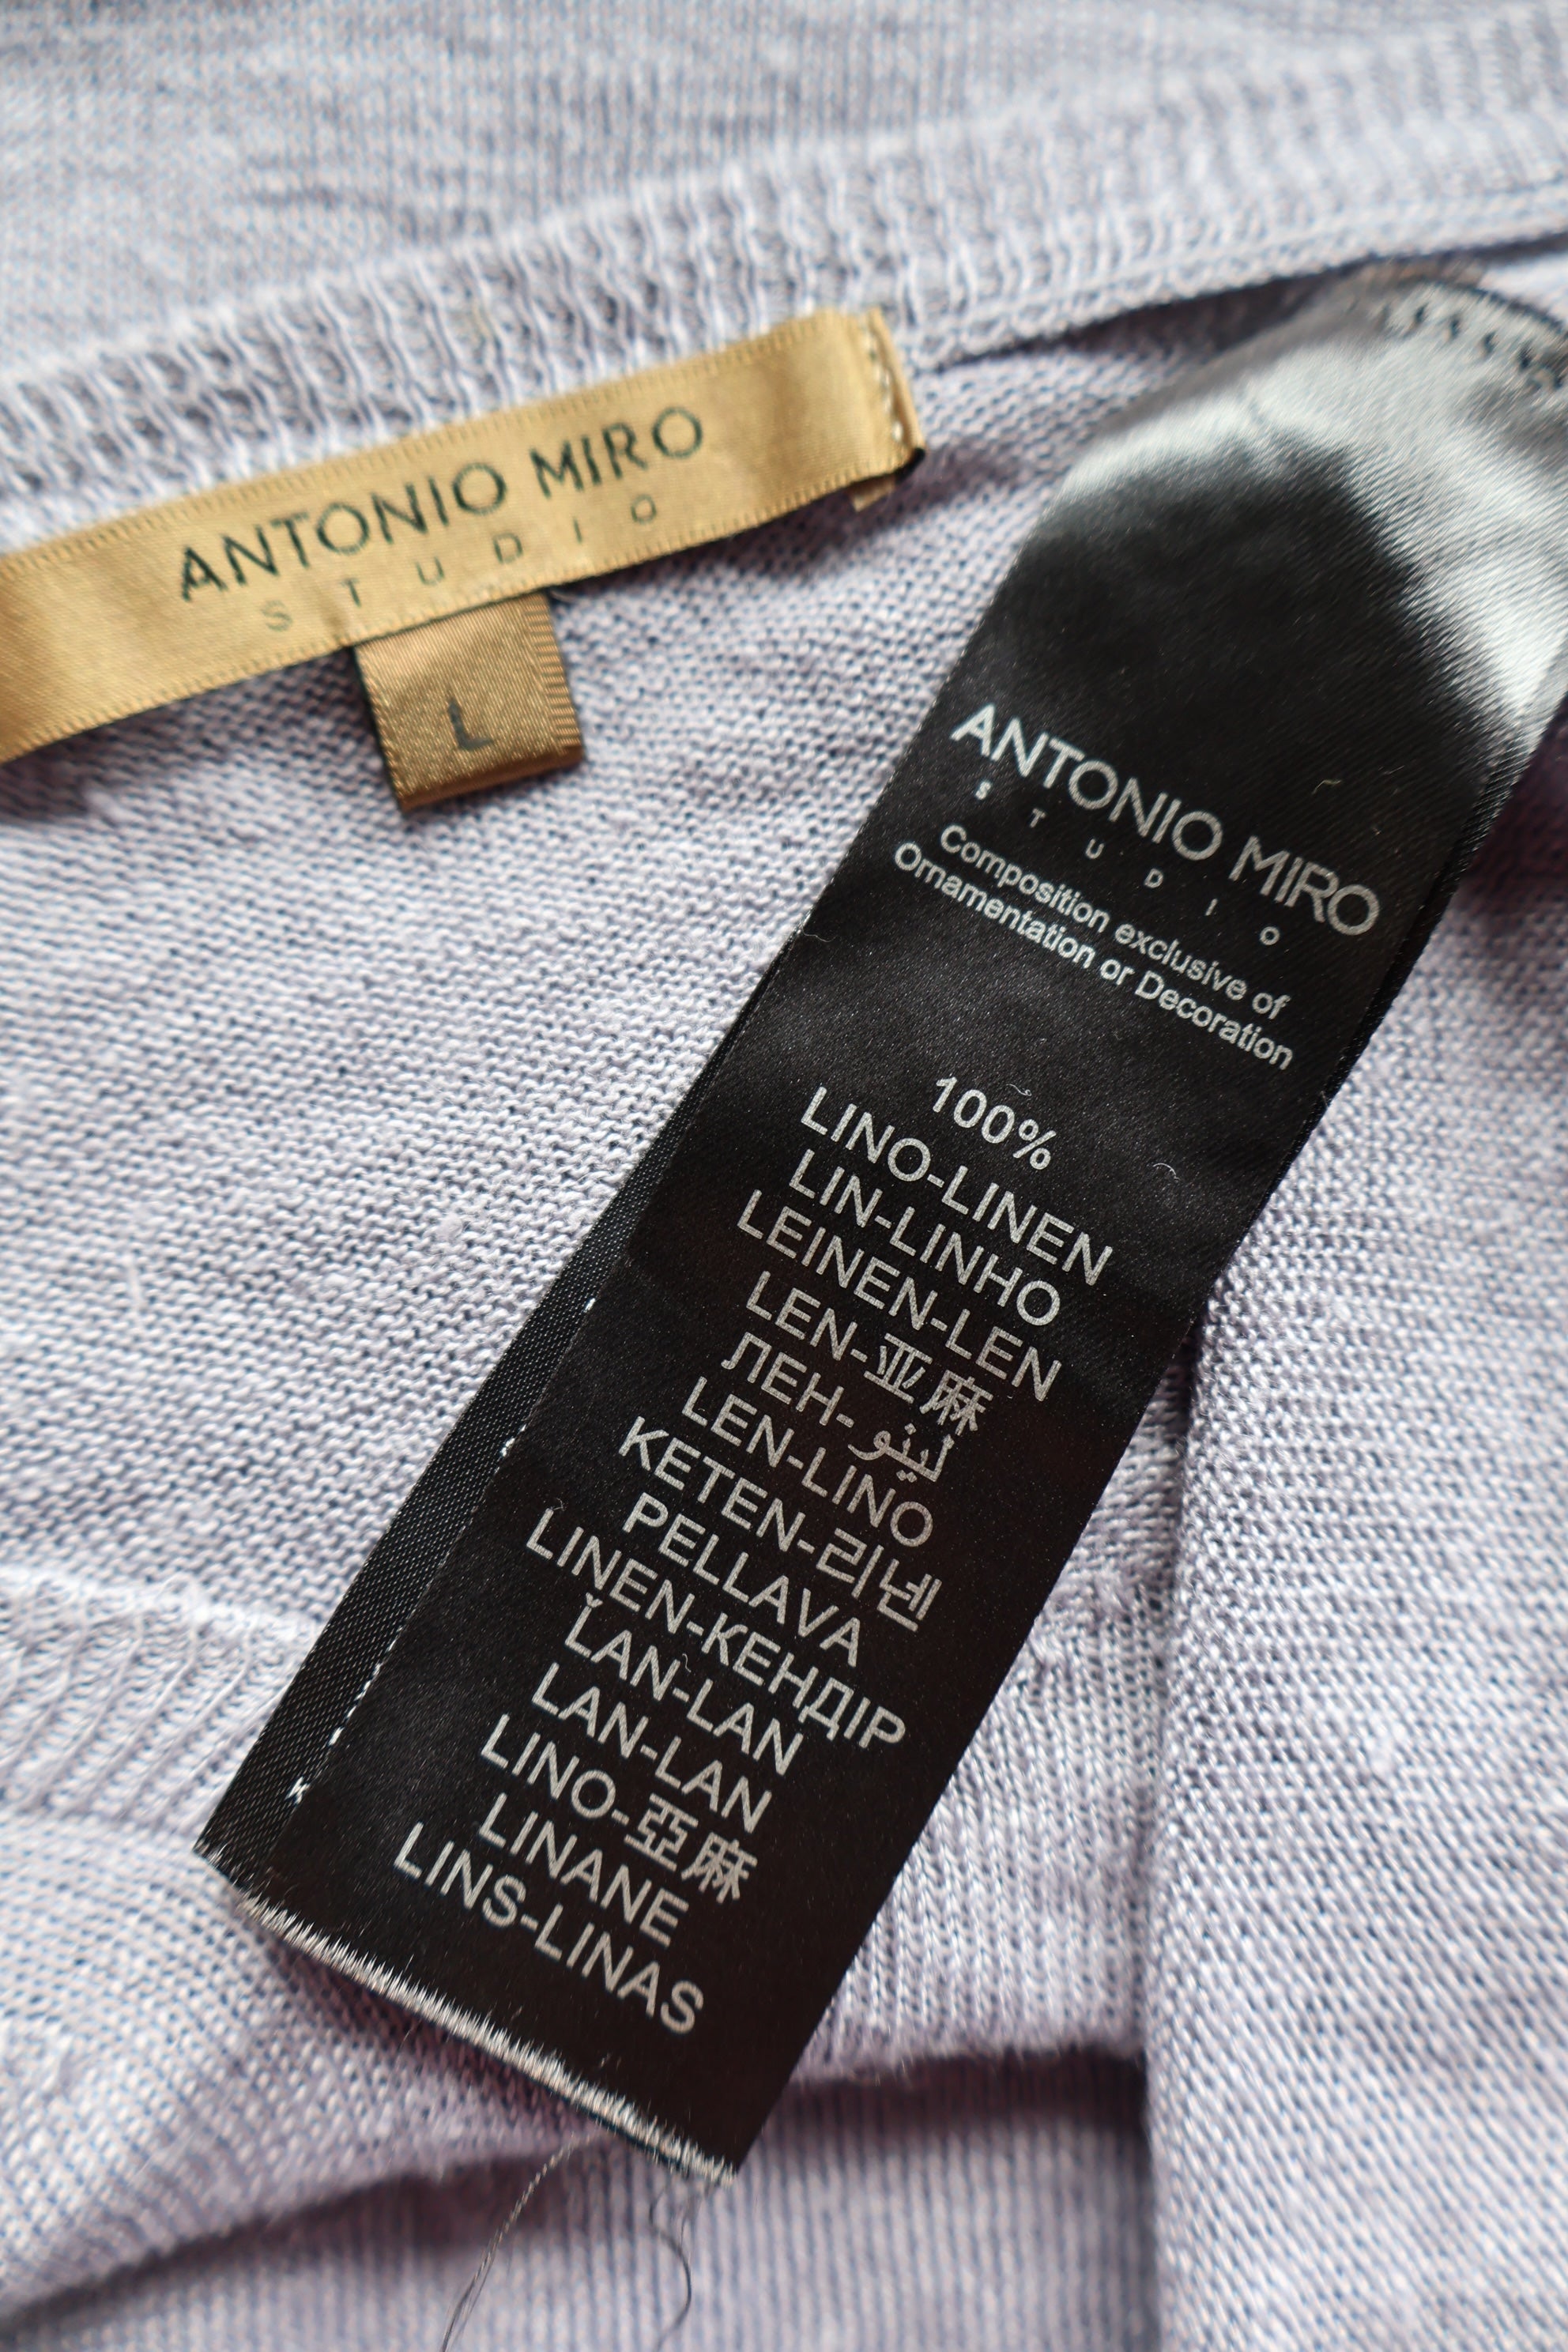 ANTONIO MIRO
STUDIO
L
ANTONIO MIRO
STUDIO
Composition exclusive of
Ornamentation or Decoration
100%
LINO-LINEN
LIN-LINHO
LEINEN-LEN
LEN-亚麻
ЛЕН-لينو
LEN-LINO
KETEN-리넨
PELLAVA
LINEN-КЕНДІР
ĽAN-LAN
LAN-LAN
LINO-亞麻
LINANE
LINS-LINAS